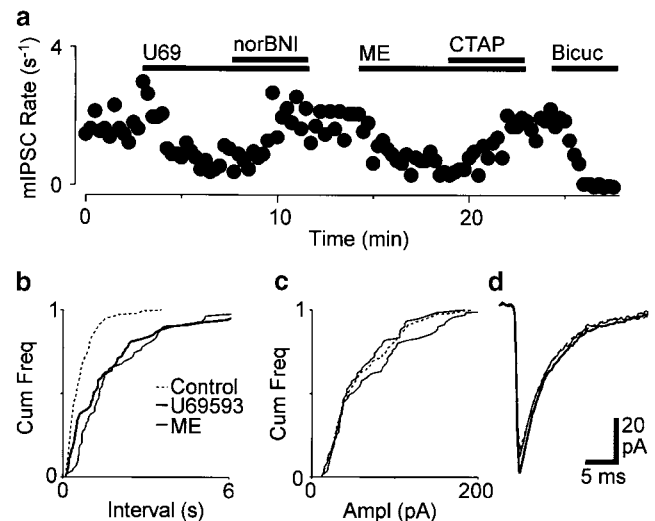 a
4
mIPSC Rate (s⁻¹)
0
U69
norBNI
ME
CTAP
Bicuc
0
10
20
Time (min)
b
1
Cum Freq
0
Control
U69593
ME
0
6
Interval (s)
c
1
Cum Freq
0
0
200
Ampl (pA)
d
20
pA
5 ms